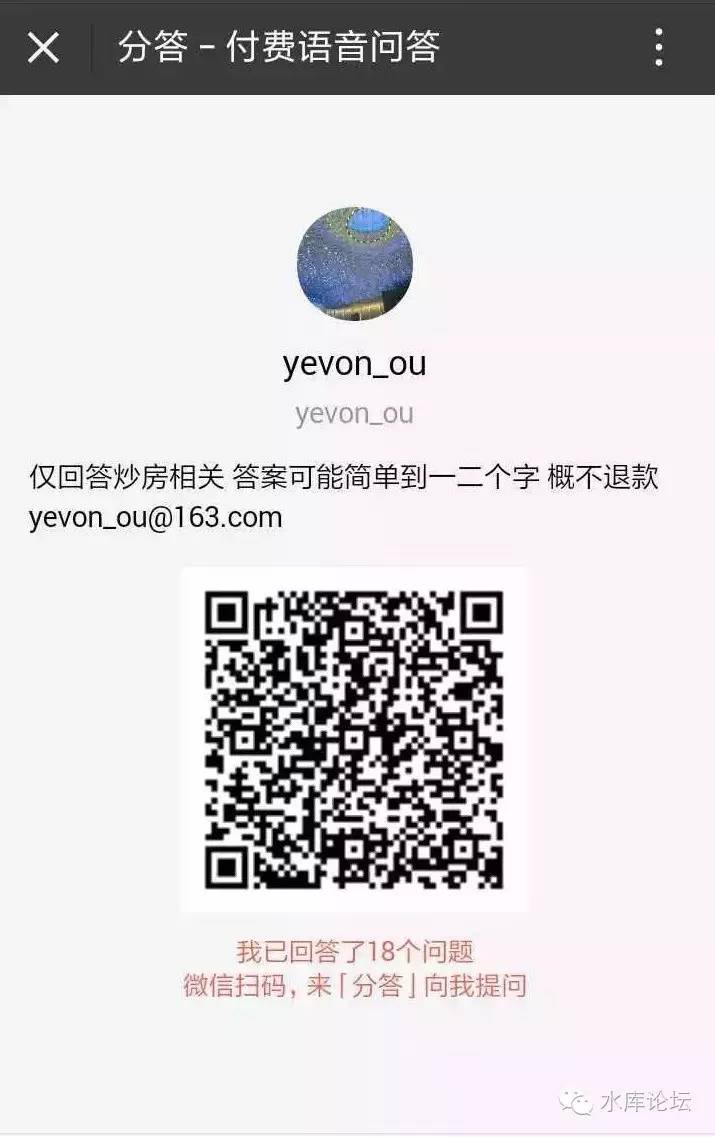 分答 - 付费语音问答
yevon_ou
yevon_ou
仅回答炒房相关 答案可能简单到一二个字 概不退款
yevon_ou@163.com
我已回答了18个问题
微信扫码，来「分答」向我提问
水库论坛